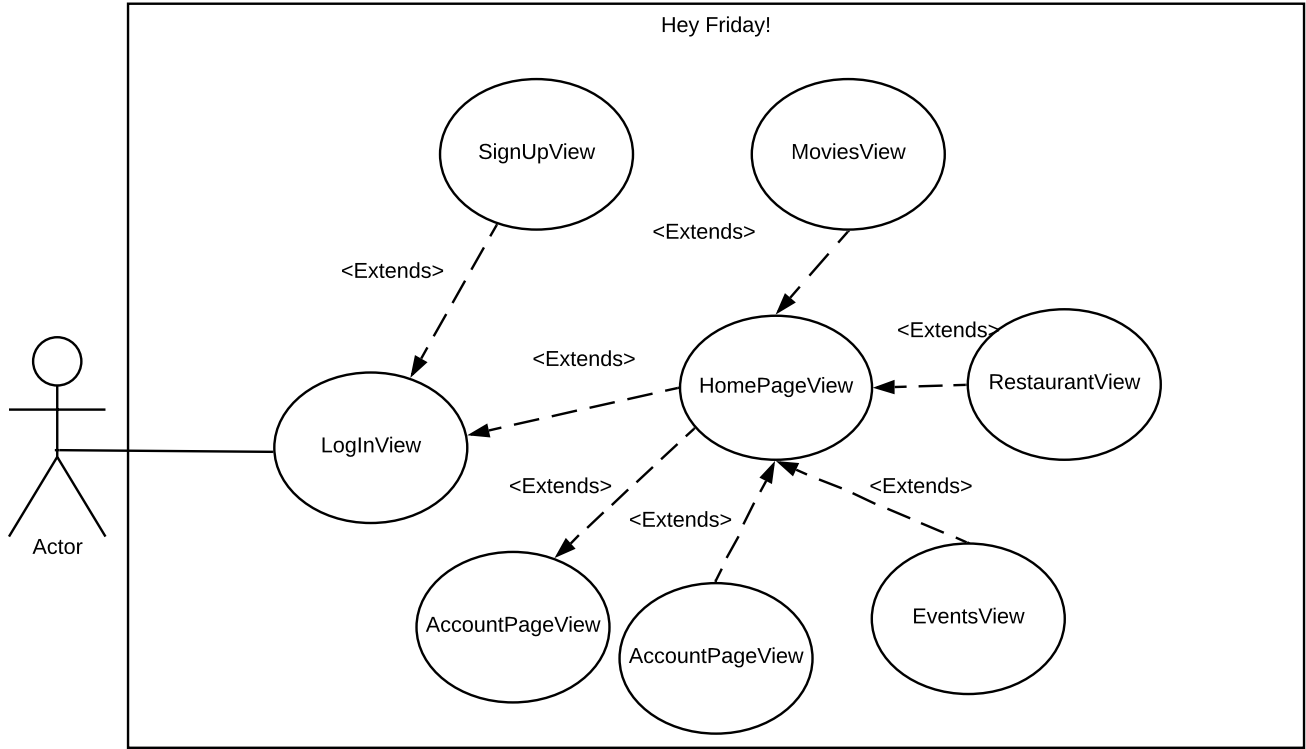 Hey Friday!
SignUpView
MoviesView
<Extends>
<Extends>
<Extends>
<Extends>
HomePageView
RestaurantView
LogInView
<Extends>
<Extends>
<Extends>
Actor
AccountPageView
AccountPageView
EventsView